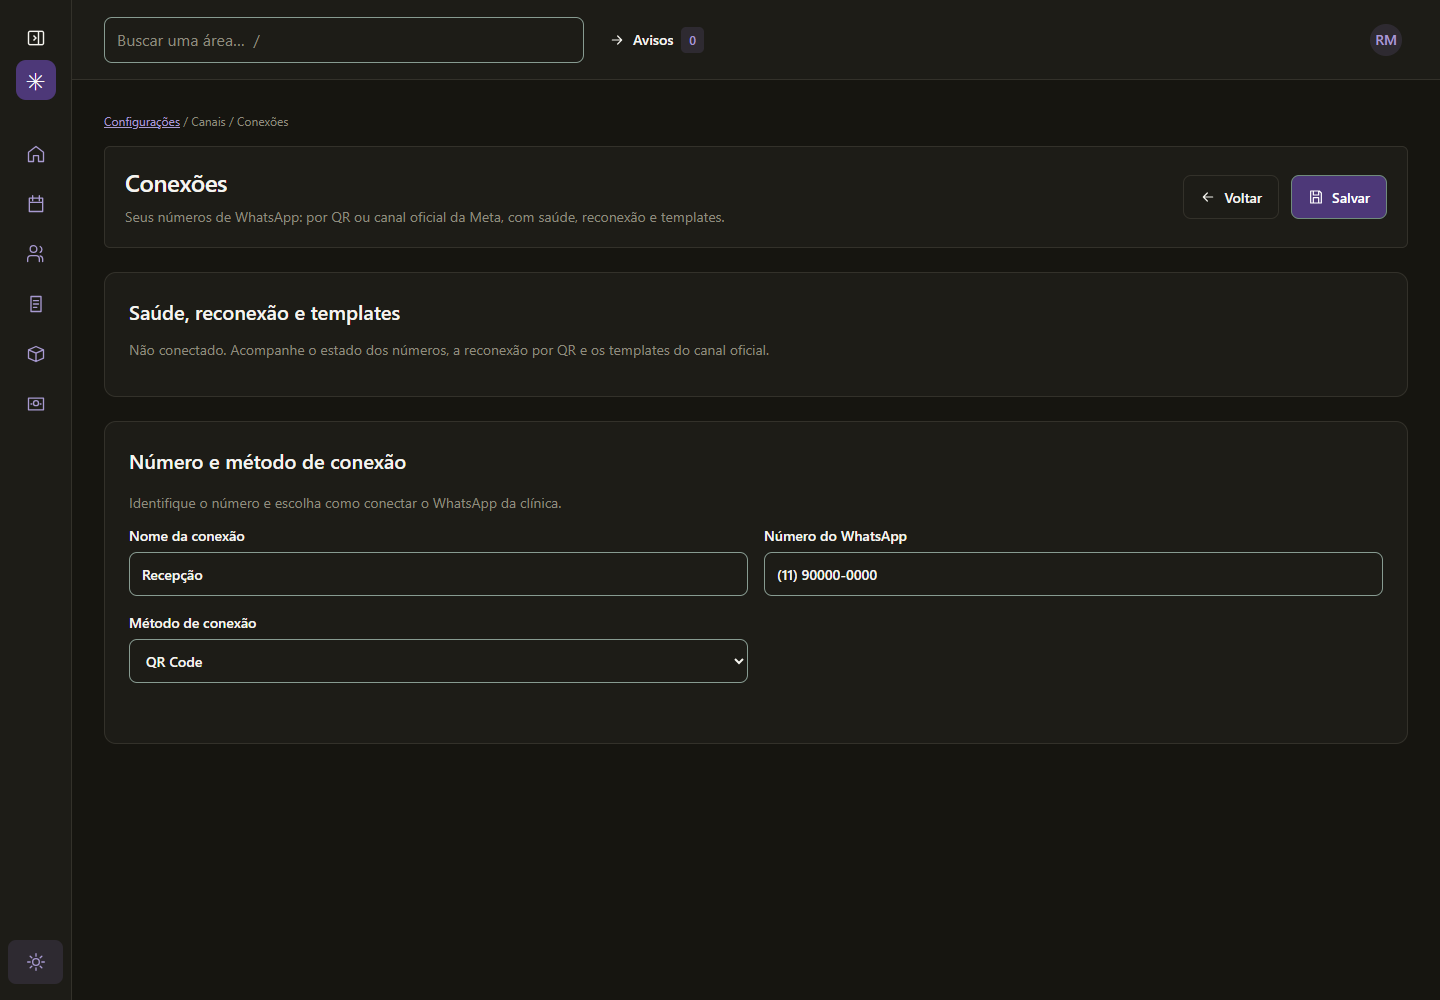 Buscar uma área... /
Avisos 0
RM
Configurações / Canais / Conexões
Conexões
Seus números de WhatsApp: por QR ou canal oficial da Meta, com saúde, reconexão e templates.
Voltar
Salvar
Saúde, reconexão e templates
Não conectado. Acompanhe o estado dos números, a reconexão por QR e os templates do canal oficial.
Número e método de conexão
Identifique o número e escolha como conectar o WhatsApp da clínica.
Nome da conexão
Número do WhatsApp
Recepção
(11) 90000-0000
Método de conexão
QR Code